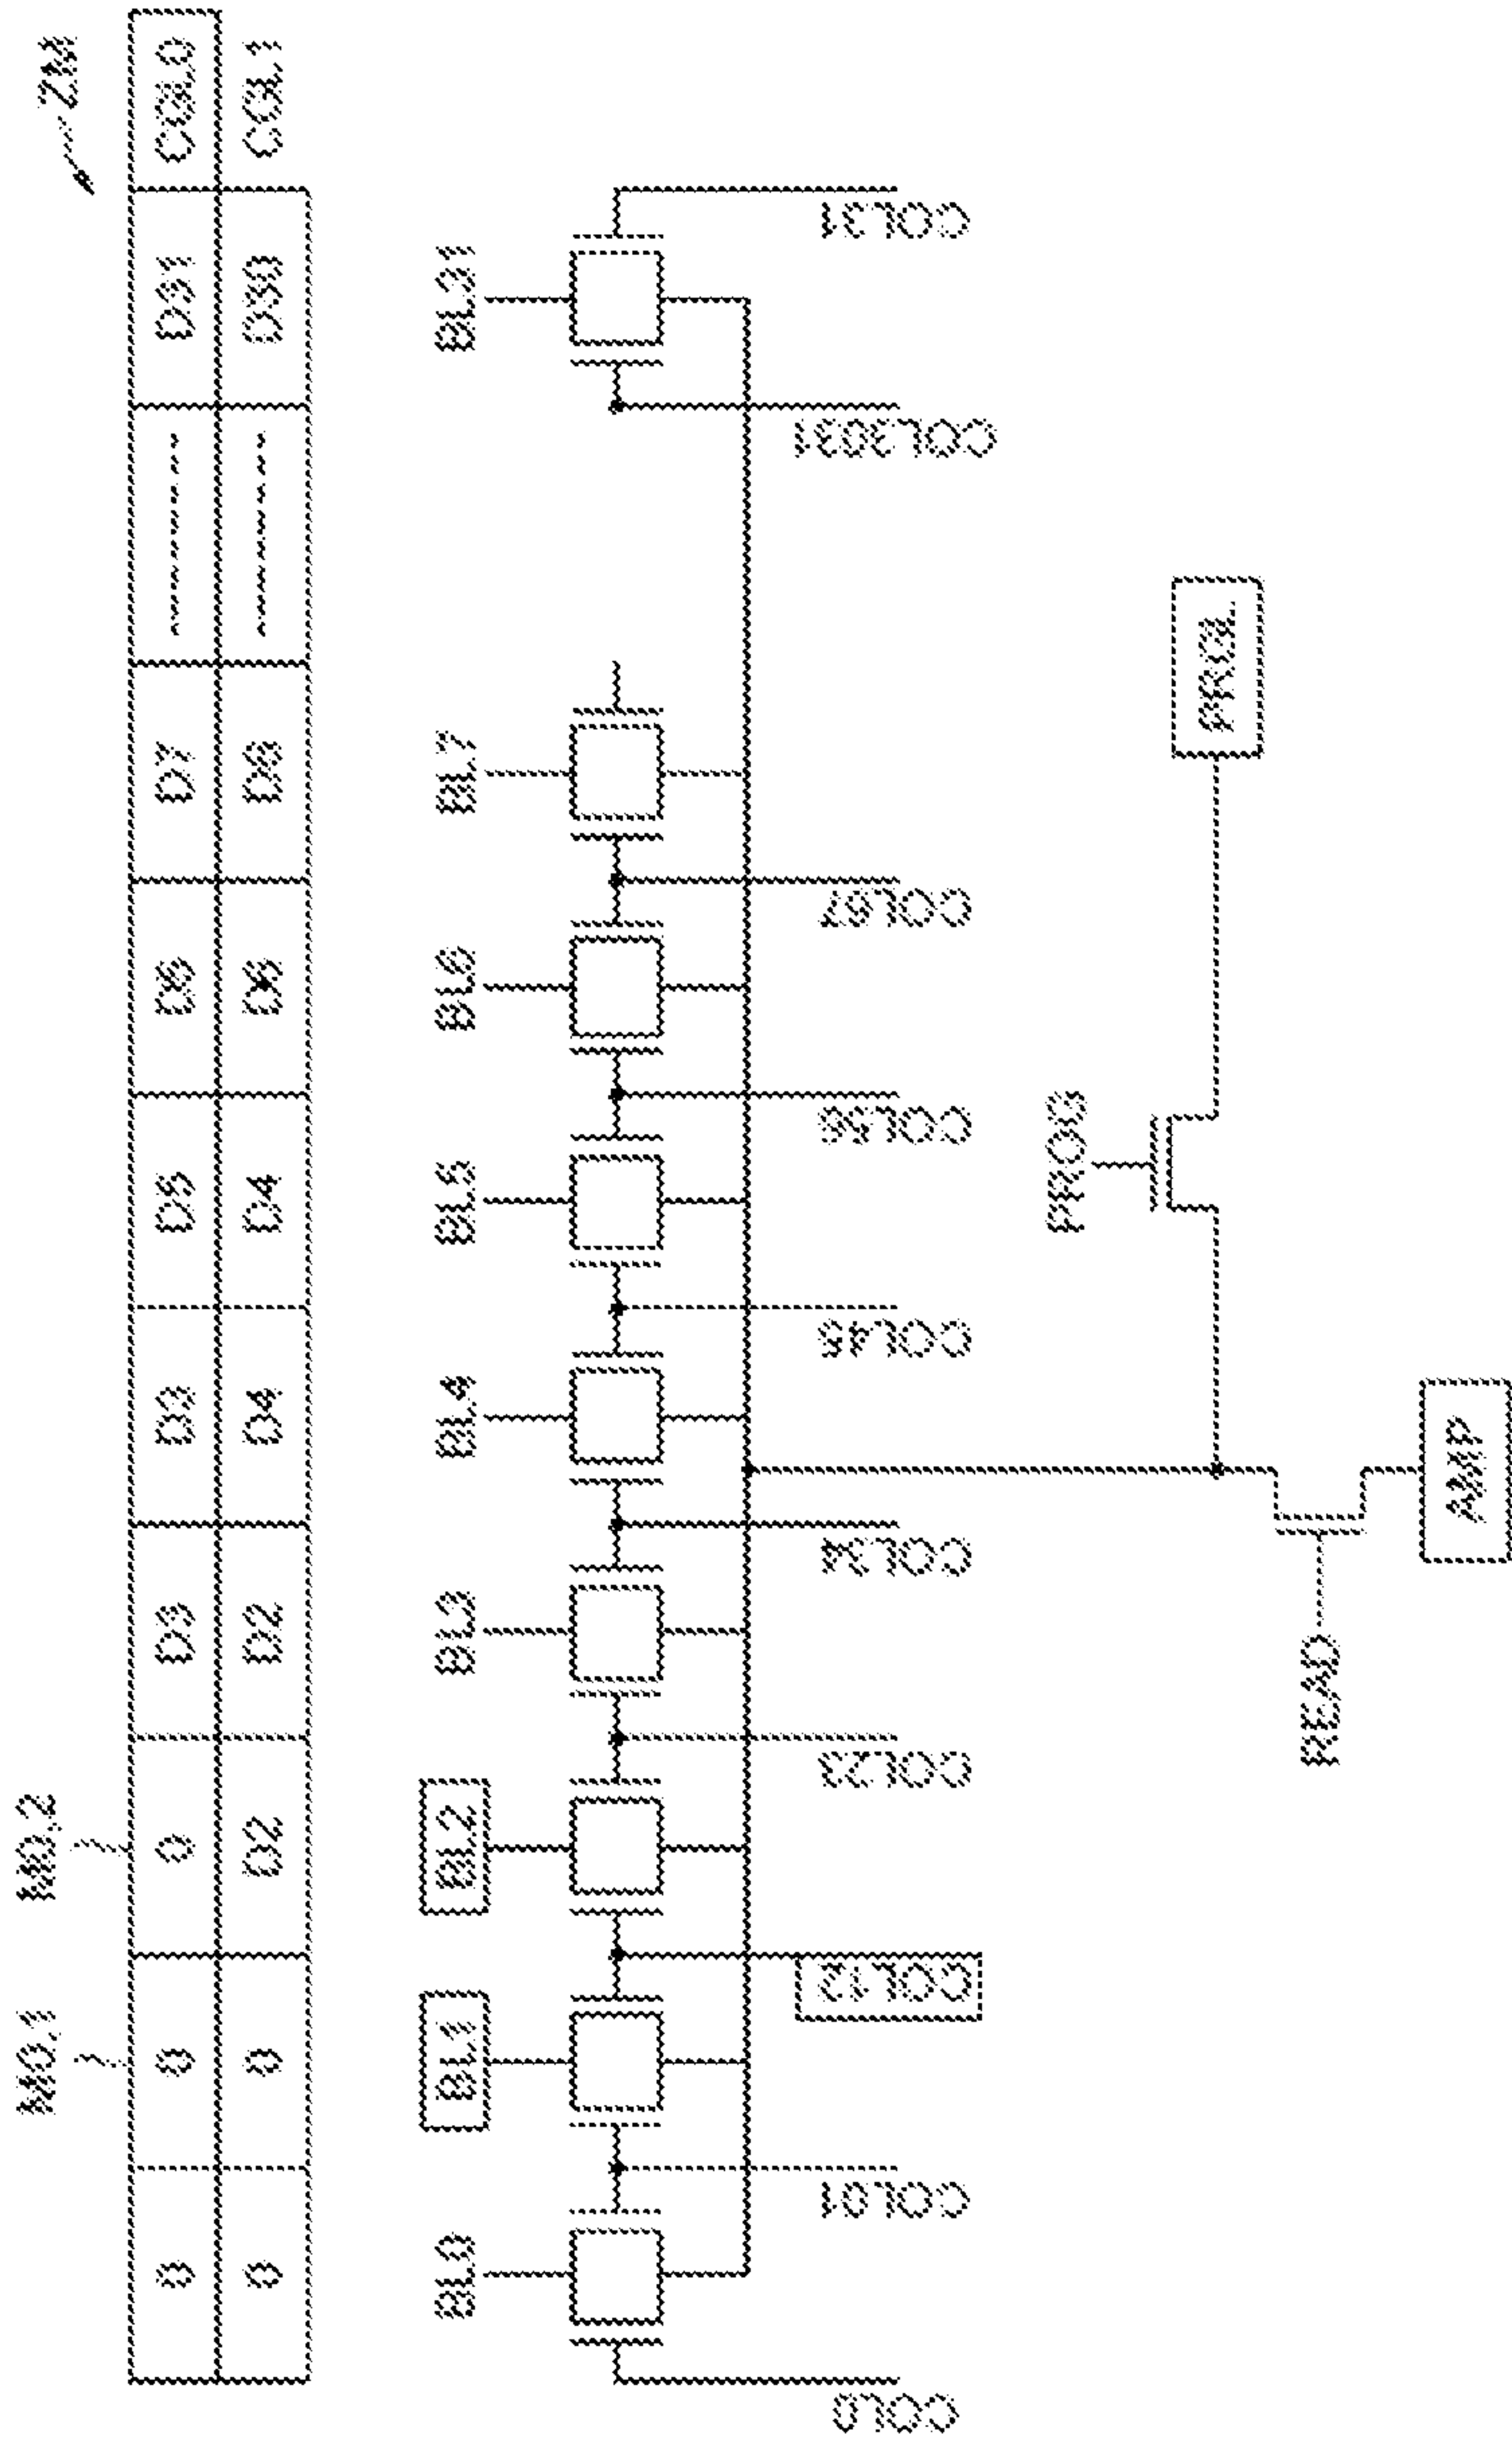 M0.1 M0.2 ZM
0 0 0 D3 D3 D5 D5 D7 -------- D31 CGL0
0 0 D2 D2 D4 D4 D6 D6 -------- D30 CGL1
BL0 BL1 BL2 BL3 BL4 BL5 BL6 BL7 BL31
COL0 COL01 COL12 COL23 COL34 COL45 COL56 COL67 COL3031 COL31
PROG
PRGL
READ
AMP